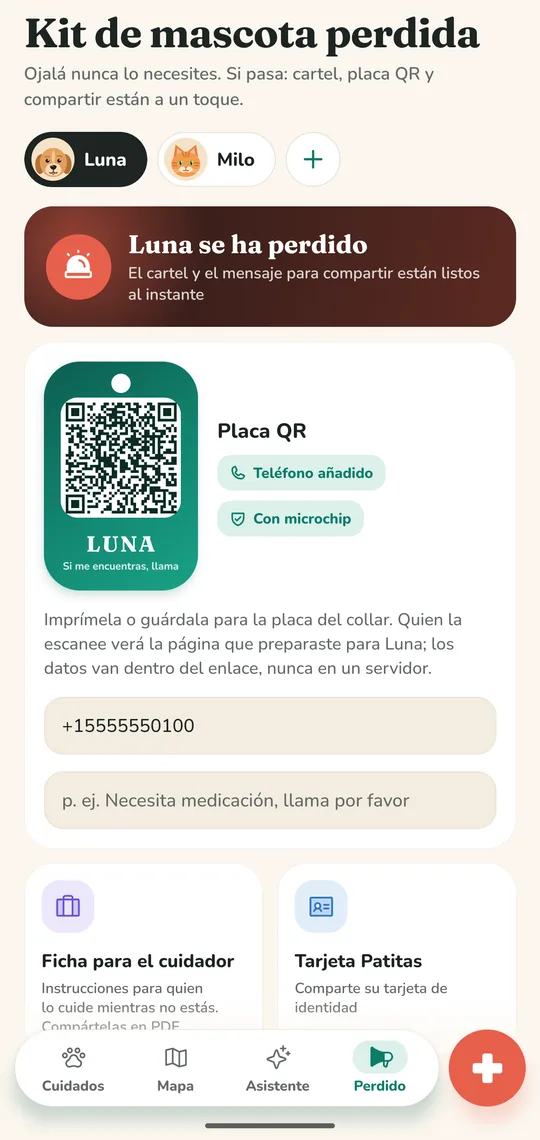 Kit de mascota perdida
Ojalá nunca lo necesites. Si pasa: cartel, placa QR y
compartir están a un toque.
Luna
Milo
Luna se ha perdido
El cartel y el mensaje para compartir están listos
al instante
LUNA
Si me encuentras, llama
Placa QR
Teléfono añadido
Con microchip
Imprímela o guárdala para la placa del collar. Quien la
escanee verá la página que preparaste para Luna; los
datos van dentro del enlace, nunca en un servidor.
+15555550100
p. ej. Necesita medicación, llama por favor
Ficha para el cuidador
Instrucciones para quien
lo cuide mientras no estás.
Compártelas en PDF
Tarjeta Patitas
Comparte su tarjeta de
identidad
Cuidados
Mapa
Asistente
Perdido